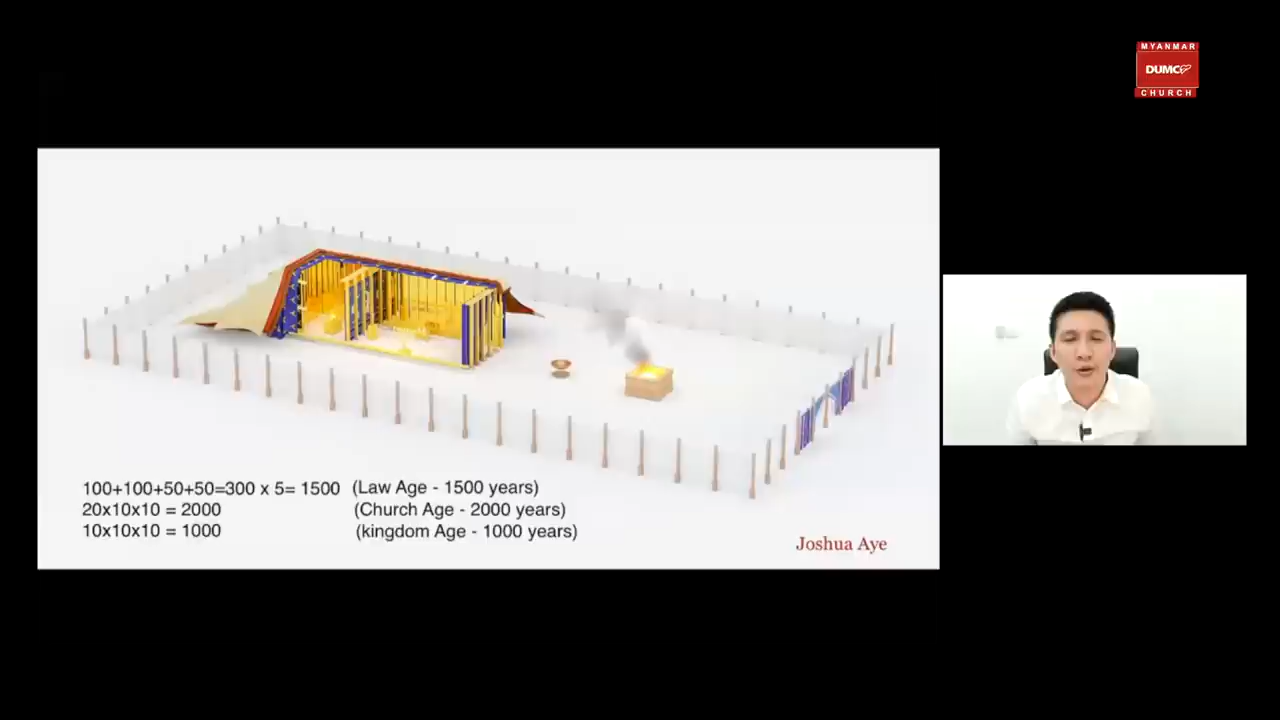 MYANMAR
DUMC
CHURCH
100+100+50+50=300 x 5= 1500 (Law Age - 1500 years)
20x10x10 = 2000 (Church Age - 2000 years)
10x10x10 = 1000 (kingdom Age - 1000 years)
Joshua Aye